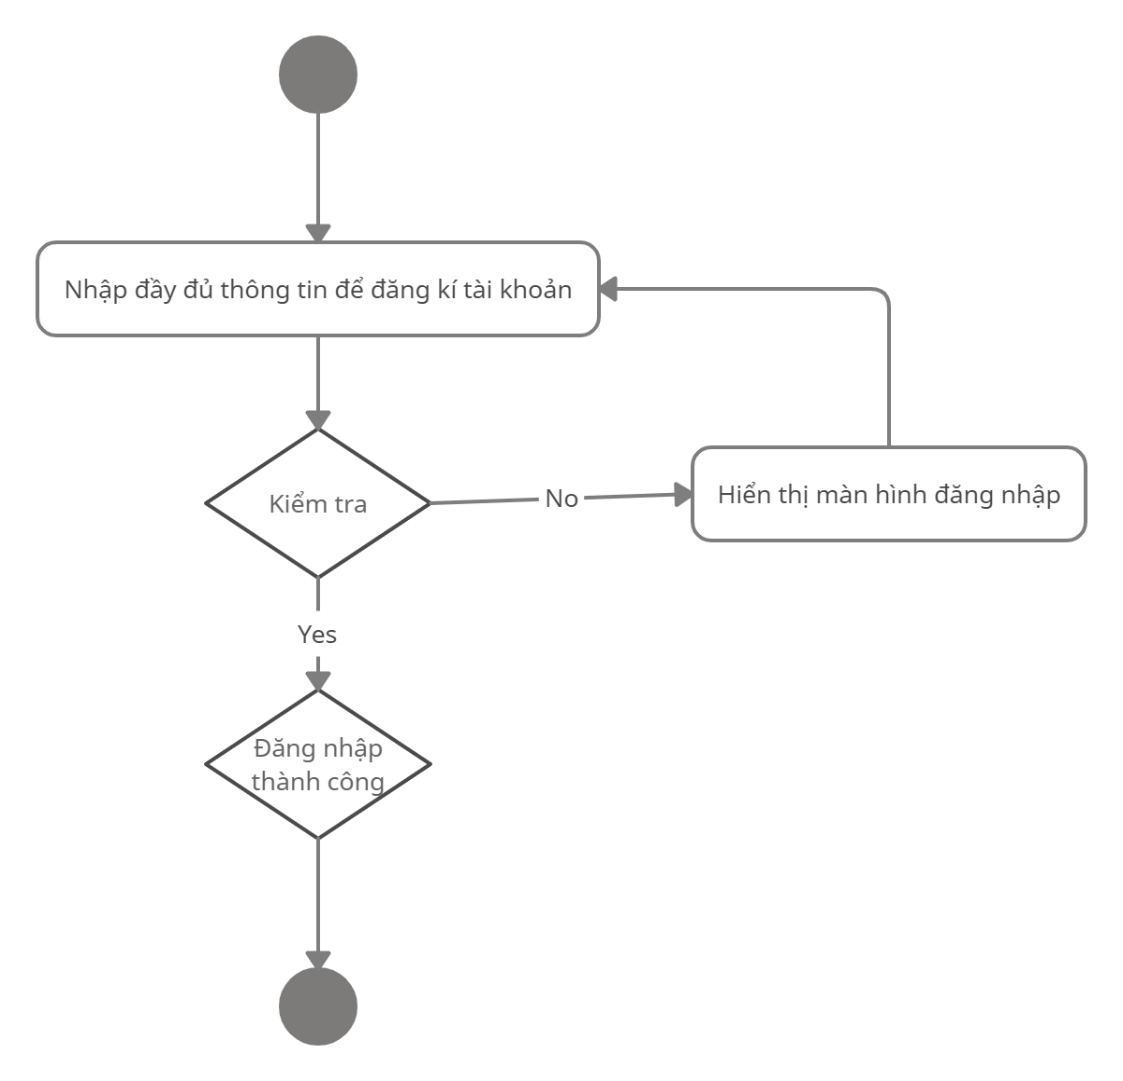 Nhập đầy đủ thông tin để đăng kí tài khoản
Kiểm tra
No
Hiển thị màn hình đăng nhập
Yes
Đăng nhập
thành công